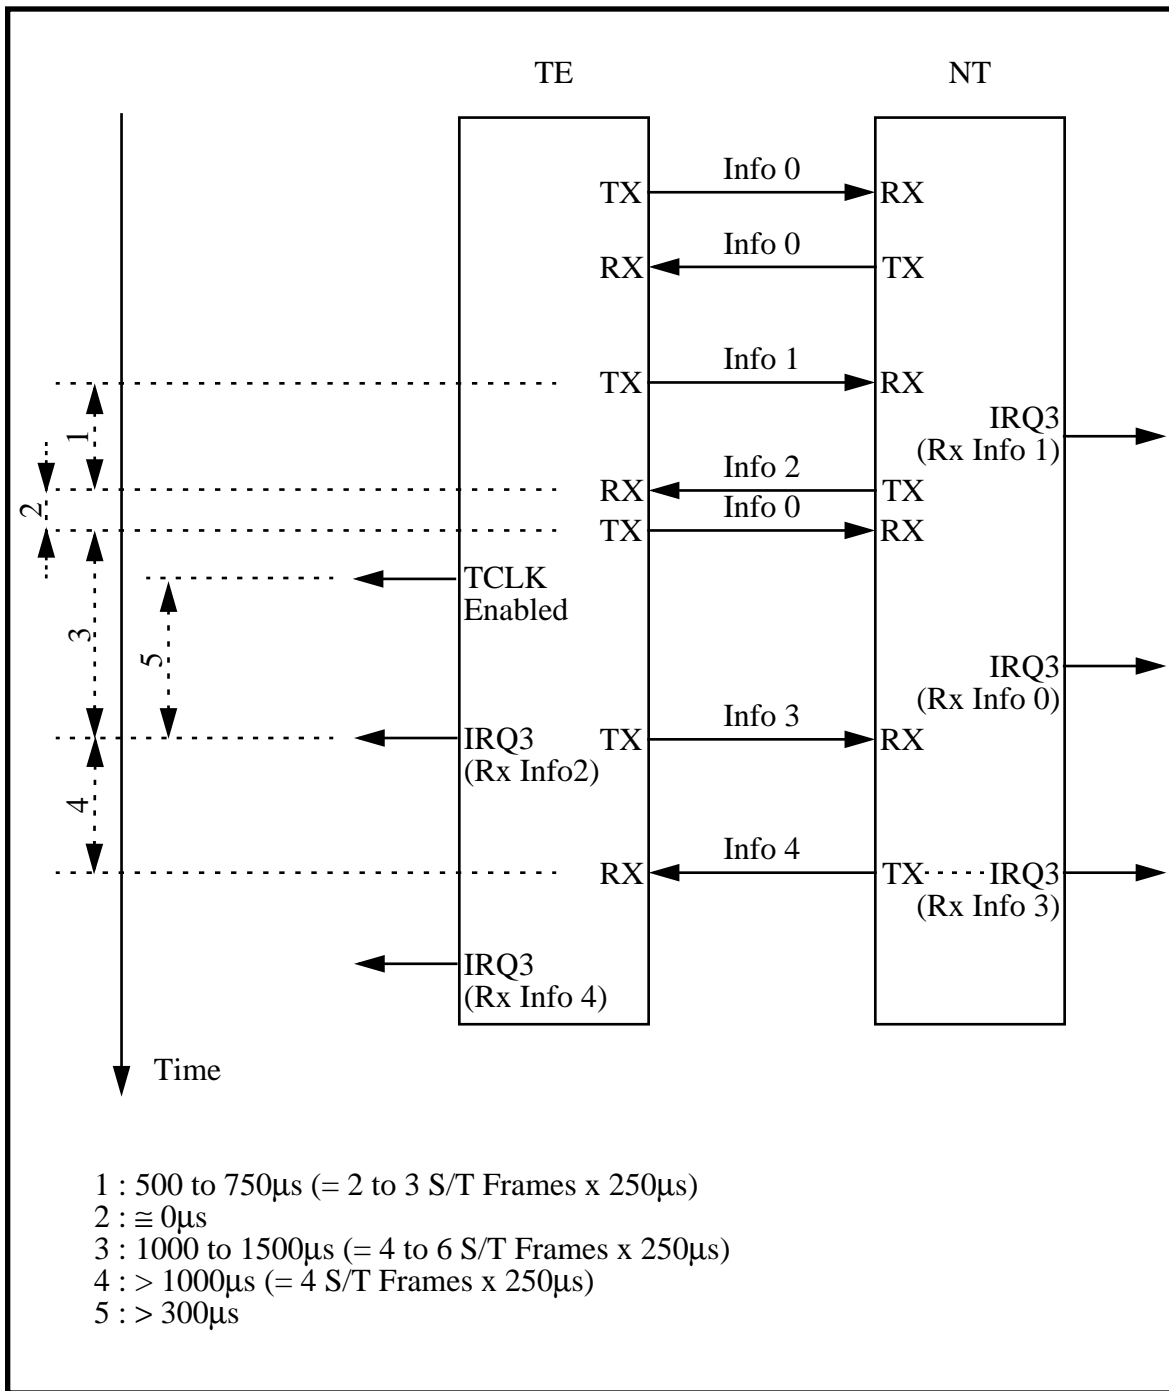 TE NT
Info 0
TX RX
Info 0
RX TX
Info 1
TX RX
IRQ3
(Rx Info 1)
1
Info 2
RX TX
2
Info 0
TX RX
TCLK
Enabled
3
5
IRQ3
(Rx Info 0)
Info 3
IRQ3 TX RX
(Rx Info2)
4
Info 4
RX TX IRQ3
(Rx Info 3)
IRQ3
(Rx Info 4)
Time
1 : 500 to 750μs (= 2 to 3 S/T Frames x 250μs)
2 : ≅ 0μs
3 : 1000 to 1500μs (= 4 to 6 S/T Frames x 250μs)
4 : > 1000μs (= 4 S/T Frames x 250μs)
5 : > 300μs